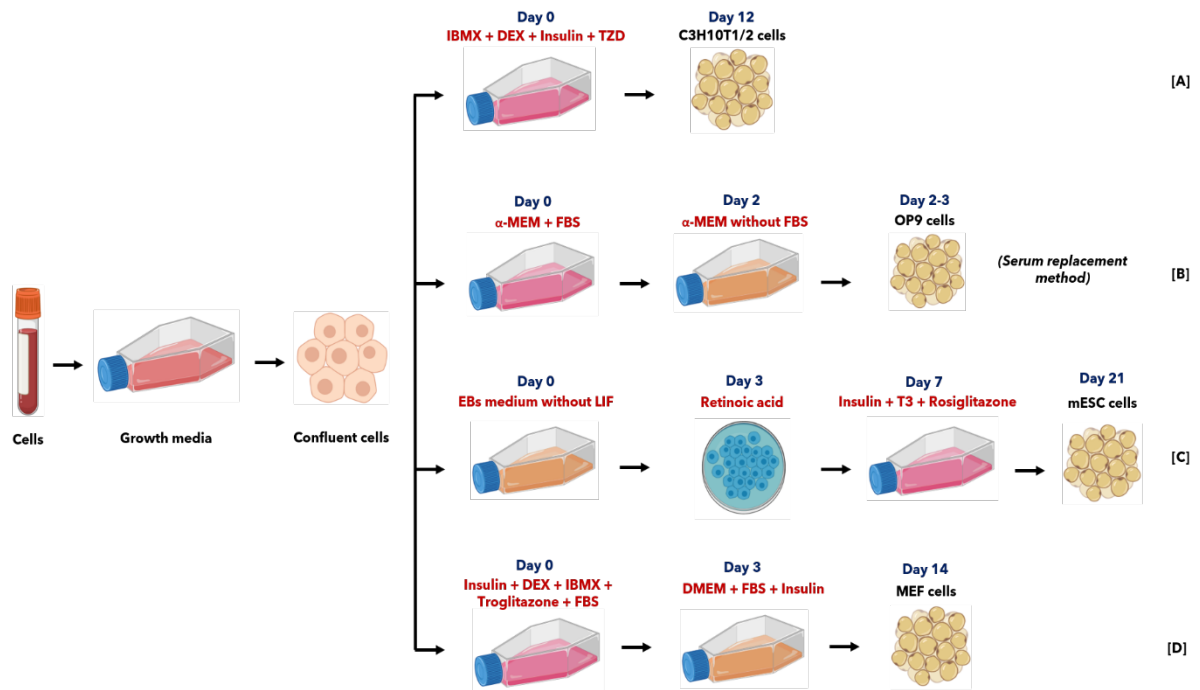 Day 0
IBMX + DEX + Insulin + TZD
Day 12
C3H10T1/2 cells
[A]
Day 0
α-MEM + FBS
Day 2
α-MEM without FBS
Day 2-3
OP9 cells
(Serum replacement
method)
[B]
Cells
Growth media
Confluent cells
Day 0
EBs medium without LIF
Day 3
Retinoic acid
Day 7
Insulin + T3 + Rosiglitazone
Day 21
mESC cells
[C]
Day 0
Insulin + DEX + IBMX +
Troglitazone + FBS
Day 3
DMEM + FBS + Insulin
Day 14
MEF cells
[D]